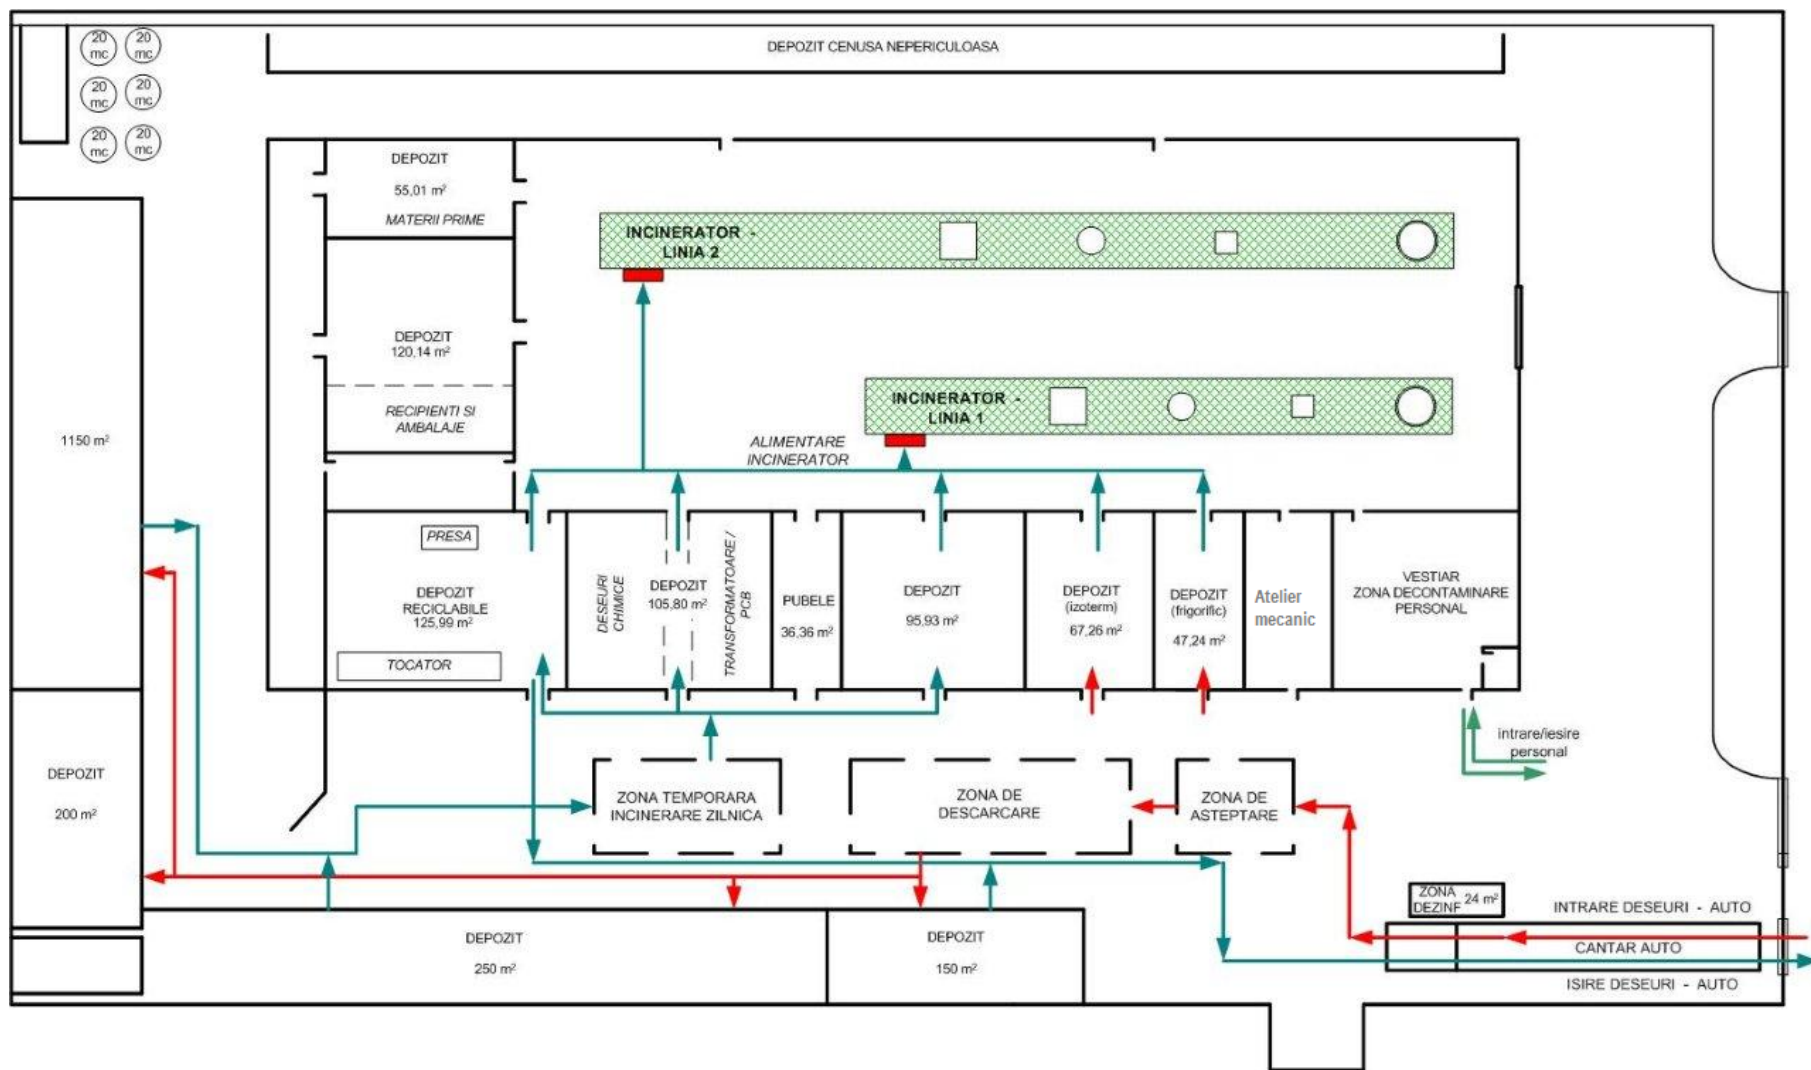 20
mc
20
mc
20
mc
20
mc
20
mc
20
mc
DEPOZIT CENUSA NEPERICULOASA
DEPOZIT
55,01 m²
MATERII PRIME
INCINERATOR -
LINIA 2
DEPOZIT
120,14 m²
RECIPIENTI SI
AMBALAJE
INCINERATOR -
LINIA 1
ALIMENTARE
INCINERATOR
1150 m²
PRESA
DEPOZIT
RECICLABILE
125,99 m²
TOCATOR
DESEURI
CHIMICE
DEPOZIT
105,80 m²
TRANSFORMATOARE /
PCB
PUBELE
36,36 m²
DEPOZIT
95,93 m²
DEPOZIT
(izoterm)
67,26 m²
DEPOZIT
(frigorific)
47,24 m²
Atelier
mecanic
VESTIAR
ZONA DECONTAMINARE
PERSONAL
intrare/iesire
personal
DEPOZIT
200 m²
ZONA TEMPORARA
INCINERARE ZILNICA
ZONA DE
DESCARCARE
ZONA DE
ASTEPTARE
ZONA
DEZINF
24 m²
INTRARE DESEURI - AUTO
CANTAR AUTO
ISIRE DESEURI - AUTO
DEPOZIT
250 m²
DEPOZIT
150 m²